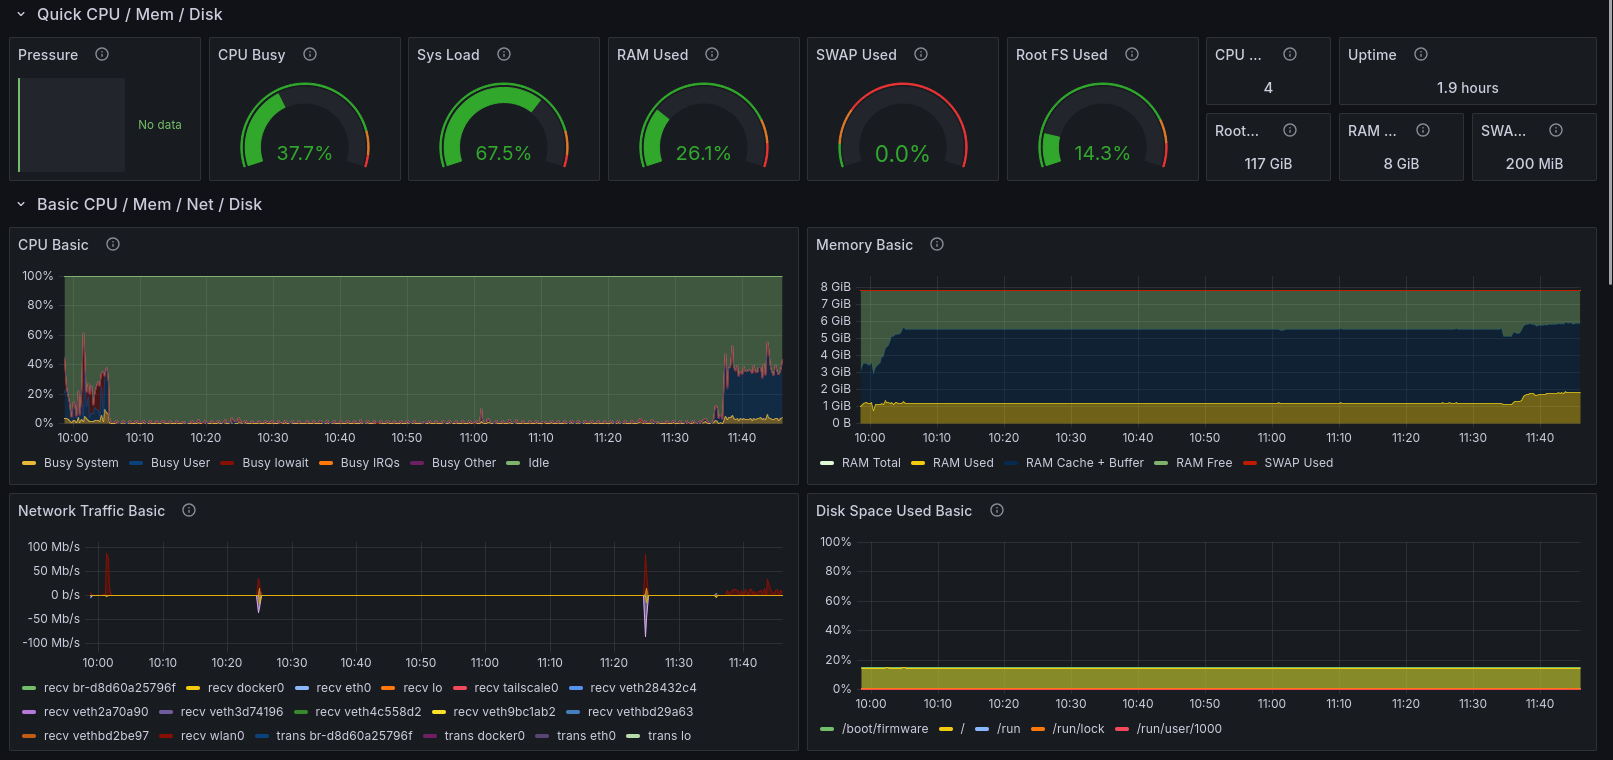 Quick CPU / Mem / Disk
Pressure
CPU Busy
Sys Load
RAM Used
SWAP Used
Root FS Used
CPU ...
Uptime
No data
37.7%
67.5%
26.1%
0.0%
14.3%
4
1.9 hours
Root...
RAM ...
SWA...
117 GiB
8 GiB
200 MiB
Basic CPU / Mem / Net / Disk
CPU Basic
100%
80%
60%
40%
20%
0%
10:00 10:10 10:20 10:30 10:40 10:50 11:00 11:10 11:20 11:30 11:40
Busy System Busy User Busy Iowait Busy IRQs Busy Other Idle
Memory Basic
8 GiB
7 GiB
6 GiB
5 GiB
4 GiB
3 GiB
2 GiB
1 GiB
0 B
10:00 10:10 10:20 10:30 10:40 10:50 11:00 11:10 11:20 11:30 11:40
RAM Total RAM Used RAM Cache + Buffer RAM Free SWAP Used
Network Traffic Basic
100 Mb/s
50 Mb/s
0 b/s
-50 Mb/s
-100 Mb/s
10:00 10:10 10:20 10:30 10:40 10:50 11:00 11:10 11:20 11:30 11:40
recv br-d8d60a25796f recv docker0 recv eth0 recv lo recv tailscale0 recv veth28432c4
recv veth2a70a90 recv veth3d74196 recv veth4c558d2 recv veth9bc1ab2 recv vethbd29a63
recv vethbd2be97 recv wlan0 trans br-d8d60a25796f trans docker0 trans eth0 trans lo
Disk Space Used Basic
100%
80%
60%
40%
20%
0%
10:00 10:10 10:20 10:30 10:40 10:50 11:00 11:10 11:20 11:30 11:40
/boot/firmware / /run /run/lock /run/user/1000